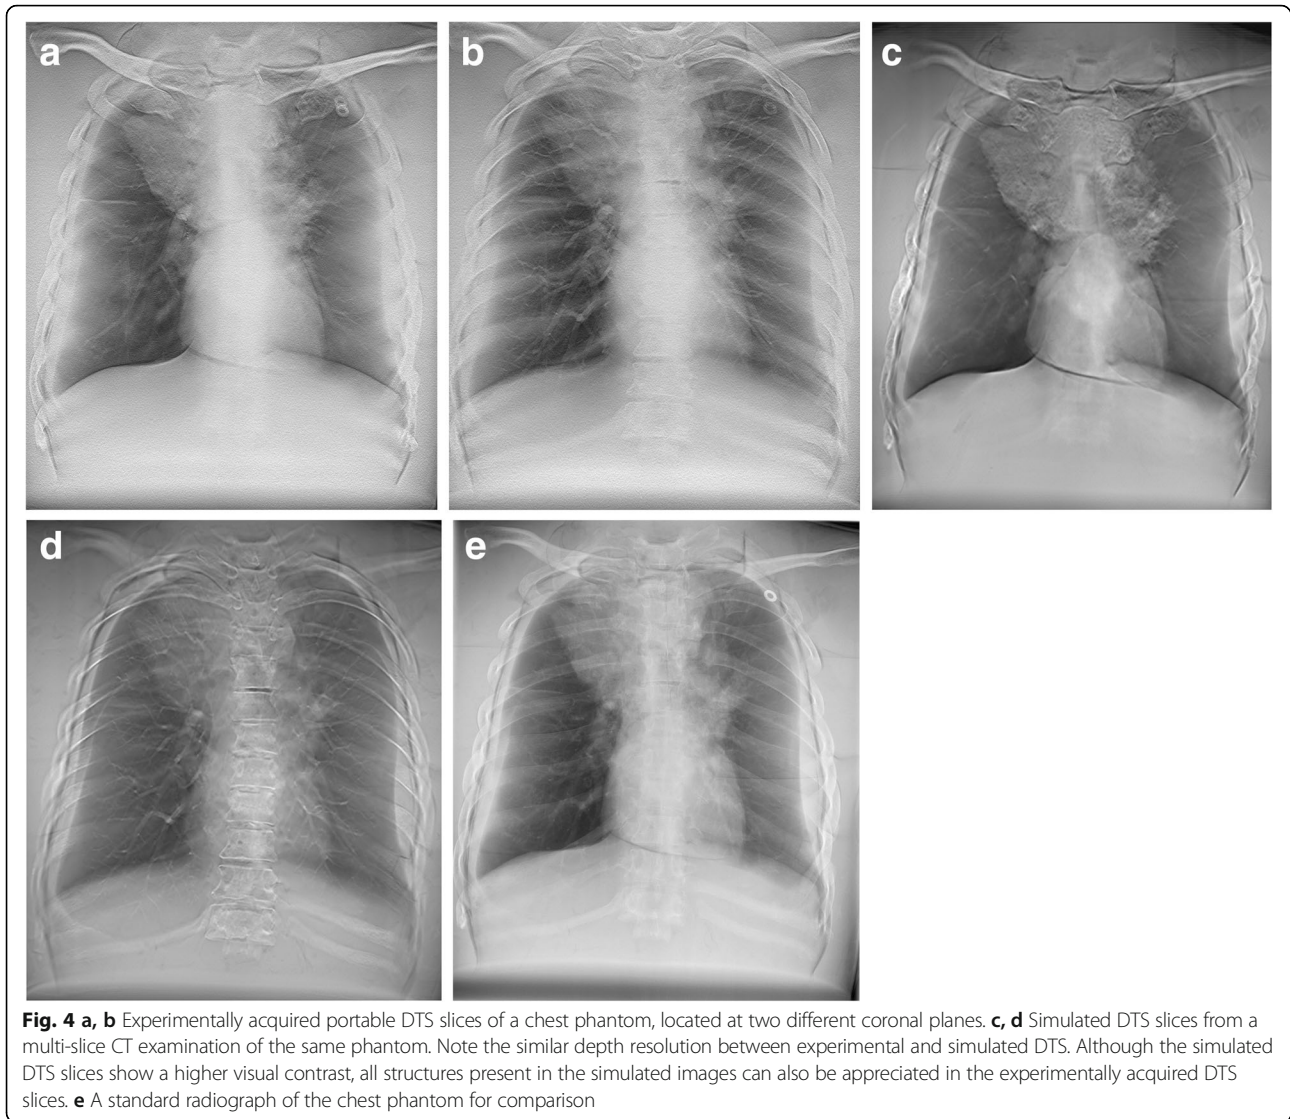 a
b
c
d
e
Fig. 4 a, b Experimentally acquired portable DTS slices of a chest phantom, located at two different coronal planes. c, d Simulated DTS slices from a
multi-slice CT examination of the same phantom. Note the similar depth resolution between experimental and simulated DTS. Although the simulated
DTS slices show a higher visual contrast, all structures present in the simulated images can also be appreciated in the experimentally acquired DTS
slices. e A standard radiograph of the chest phantom for comparison